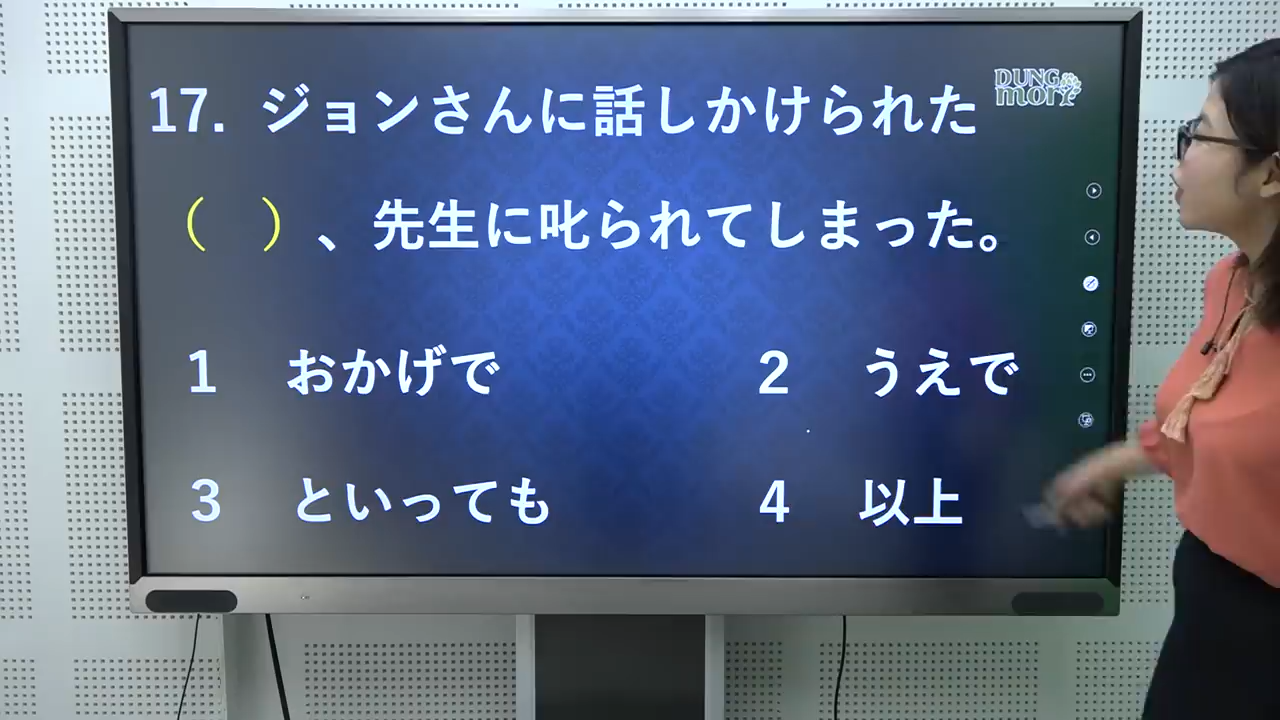 DUNG
mori
17. ジョンさんに話しかけられた
（　）、先生に叱られてしまった。
1 おかげで
2 うえで
3 といっても
4 以上